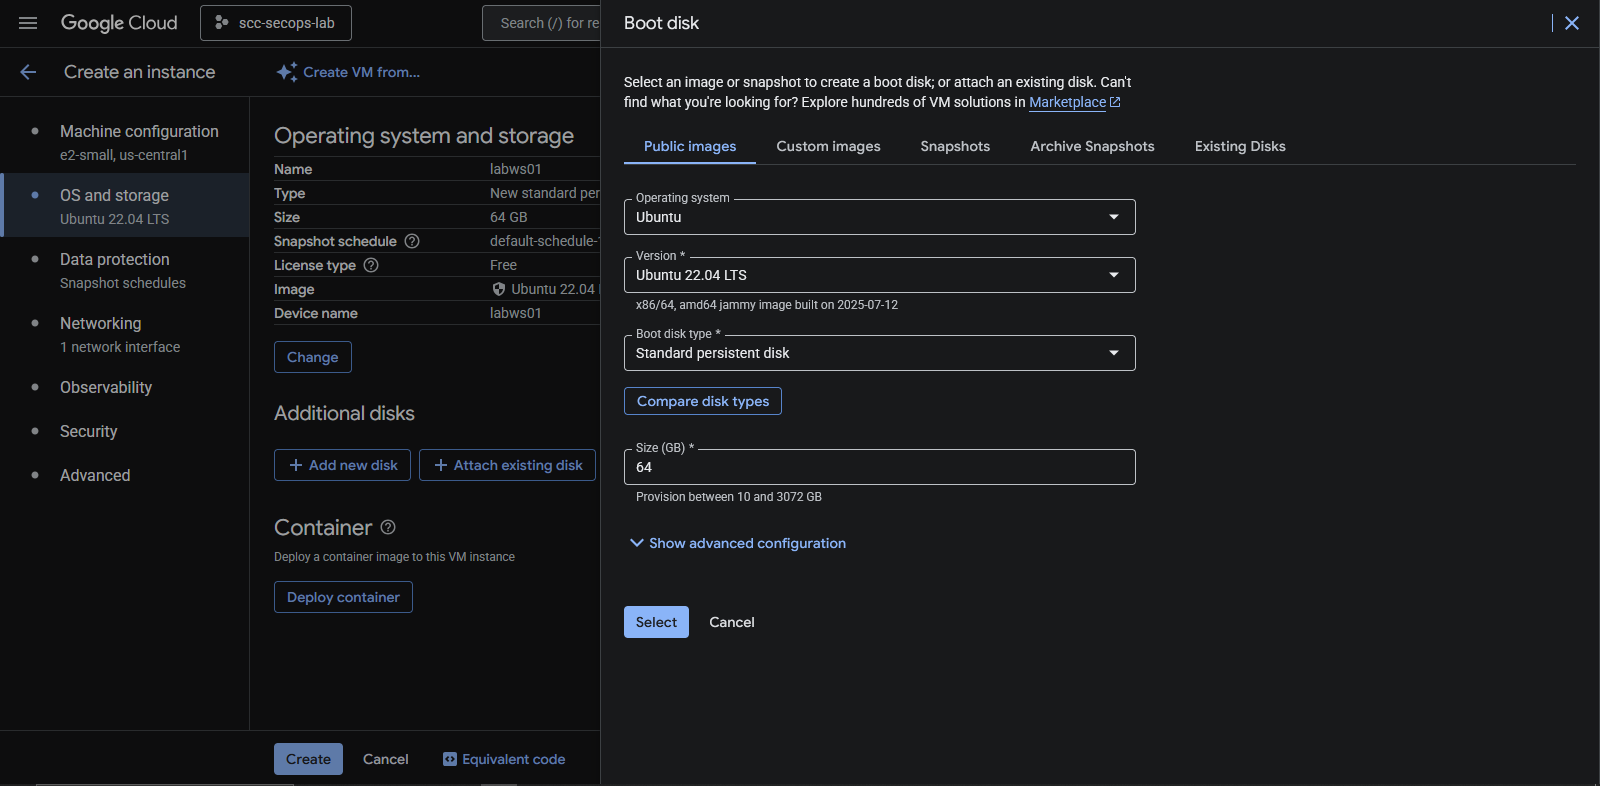 Google Cloud
scc-secops-lab
Search (/) for re
Create an instance
Create VM from...
Machine configuration
e2-small, us-central1
OS and storage
Ubuntu 22.04 LTS
Data protection
Snapshot schedules
Networking
1 network interface
Observability
Security
Advanced
Operating system and storage
Name labws01
Type New standard per
Size 64 GB
Snapshot schedule default-schedule-
License type Free
Image Ubuntu 22.04
Device name labws01
Change
Additional disks
+ Add new disk + Attach existing disk
Container
Deploy a container image to this VM instance
Deploy container
Create Cancel Equivalent code
Boot disk
Select an image or snapshot to create a boot disk; or attach an existing disk. Can't
find what you're looking for? Explore hundreds of VM solutions in Marketplace
Public images Custom images Snapshots Archive Snapshots Existing Disks
Operating system
Ubuntu
Version *
Ubuntu 22.04 LTS
x86/64, amd64 jammy image built on 2025-07-12
Boot disk type *
Standard persistent disk
Compare disk types
Size (GB) *
64
Provision between 10 and 3072 GB
Show advanced configuration
Select Cancel